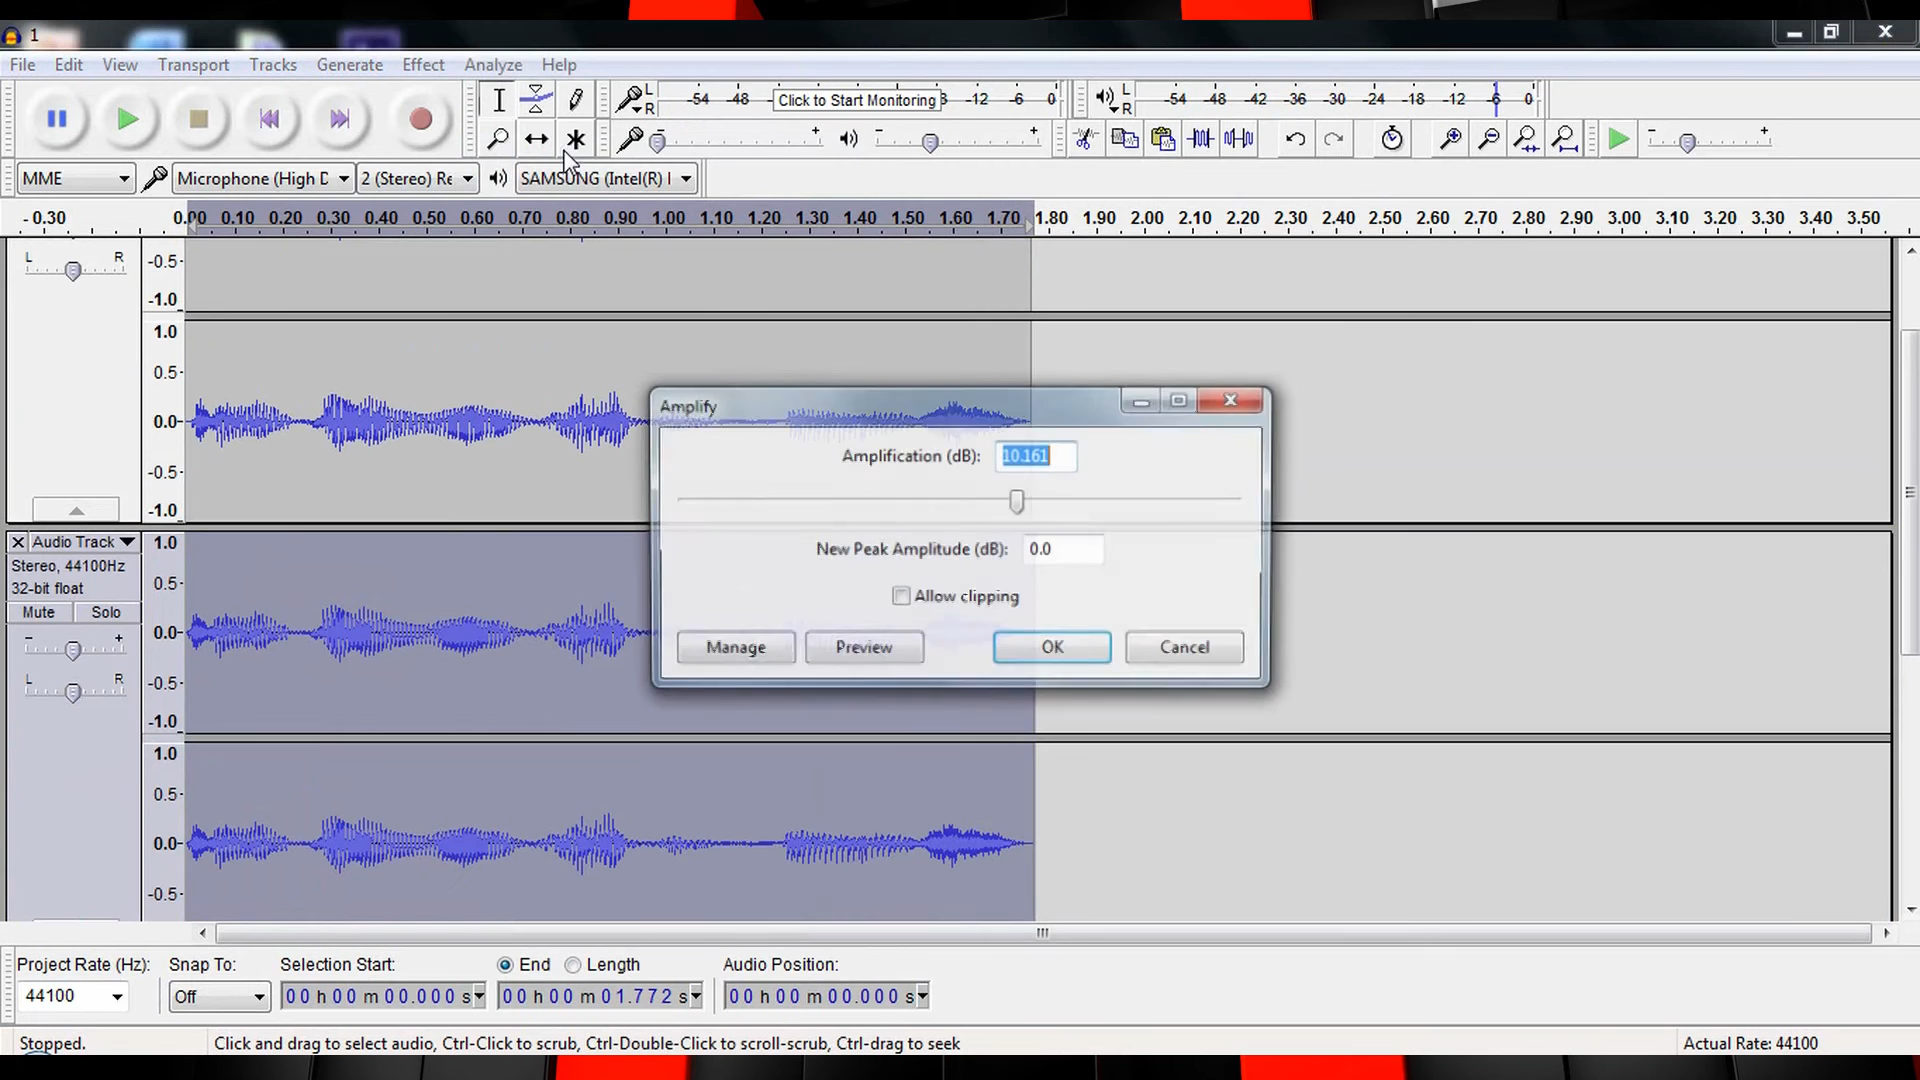 1
File Edit View Transport Tracks Generate Effect Analyze Help
L R -54 -48 Click to Start Monitoring -12 -6 0
L R -54 -48 -42 -36 -30 -24 -18 -12 -6 0
MME Microphone (High D 2 (Stereo) Re SAMSUNG (Intel(R) I
- 0.30 0.00 0.10 0.20 0.30 0.40 0.50 0.60 0.70 0.80 0.90 1.00 1.10 1.20 1.30 1.40 1.50 1.60 1.70 1.80 1.90 2.00 2.10 2.20 2.30 2.40 2.50 2.60 2.70 2.80 2.90 3.00 3.10 3.20 3.30 3.40 3.50
L R
-0.5
-1.0
1.0
0.5
0.0
-0.5
-1.0
Audio Track
Stereo, 44100Hz
32-bit float
Mute Solo
- +
L R
1.0
0.5
0.0
-0.5
-1.0
1.0
0.5
0.0
-0.5
Amplify
Amplification (dB): 10.161
New Peak Amplitude (dB): 0.0
Allow clipping
Manage Preview OK Cancel
Project Rate (Hz): Snap To: Selection Start: End Length Audio Position:
44100 Off 00 h 00 m 00.000 s 00 h 00 m 01.772 s 00 h 00 m 00.000 s
Stopped. Click and drag to select audio, Ctrl-Click to scrub, Ctrl-Double-Click to scroll-scrub, Ctrl-drag to seek Actual Rate: 44100